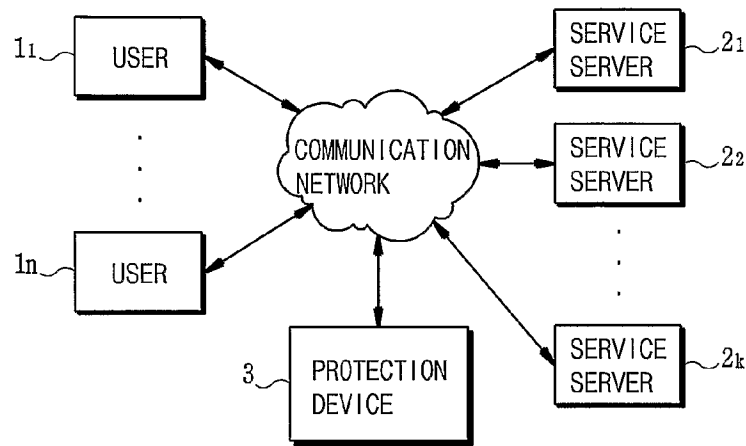 1₁
USER
SERVICE
SERVER
2₁
COMMUNICATION
NETWORK
SERVICE
SERVER
2₂
1n
USER
3
PROTECTION
DEVICE
SERVICE
SERVER
2k